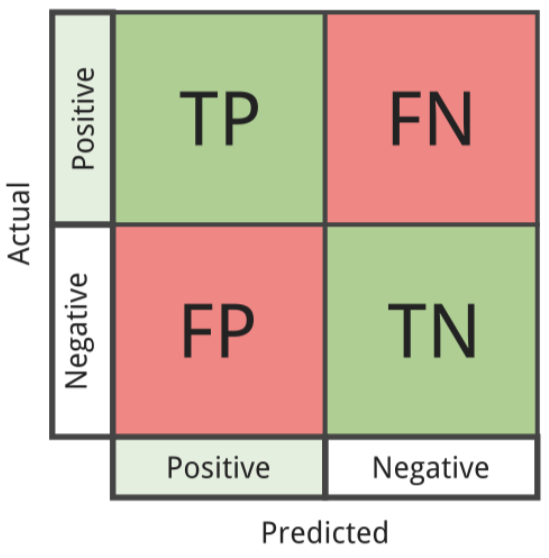 Actual
Positive
TP
FN
Negative
FP
TN
Positive
Negative
Predicted